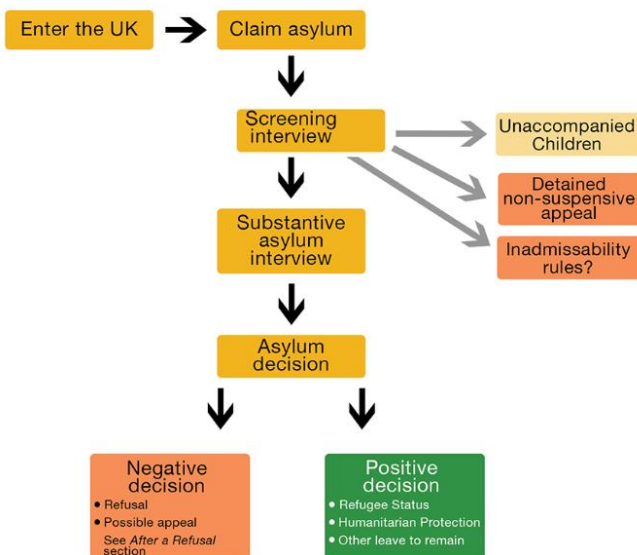 Enter the UK
Claim asylum
Screening
interview
Unaccompanied
Children
Detained
non-suspensive
appeal
Inadmissability
rules?
Substantive
asylum
interview
Asylum
decision
Negative
decision
• Refusal
• Possible appeal
See After a Refusal
section
Positive
decision
• Refugee Status
• Humanitarian Protection
• Other leave to remain